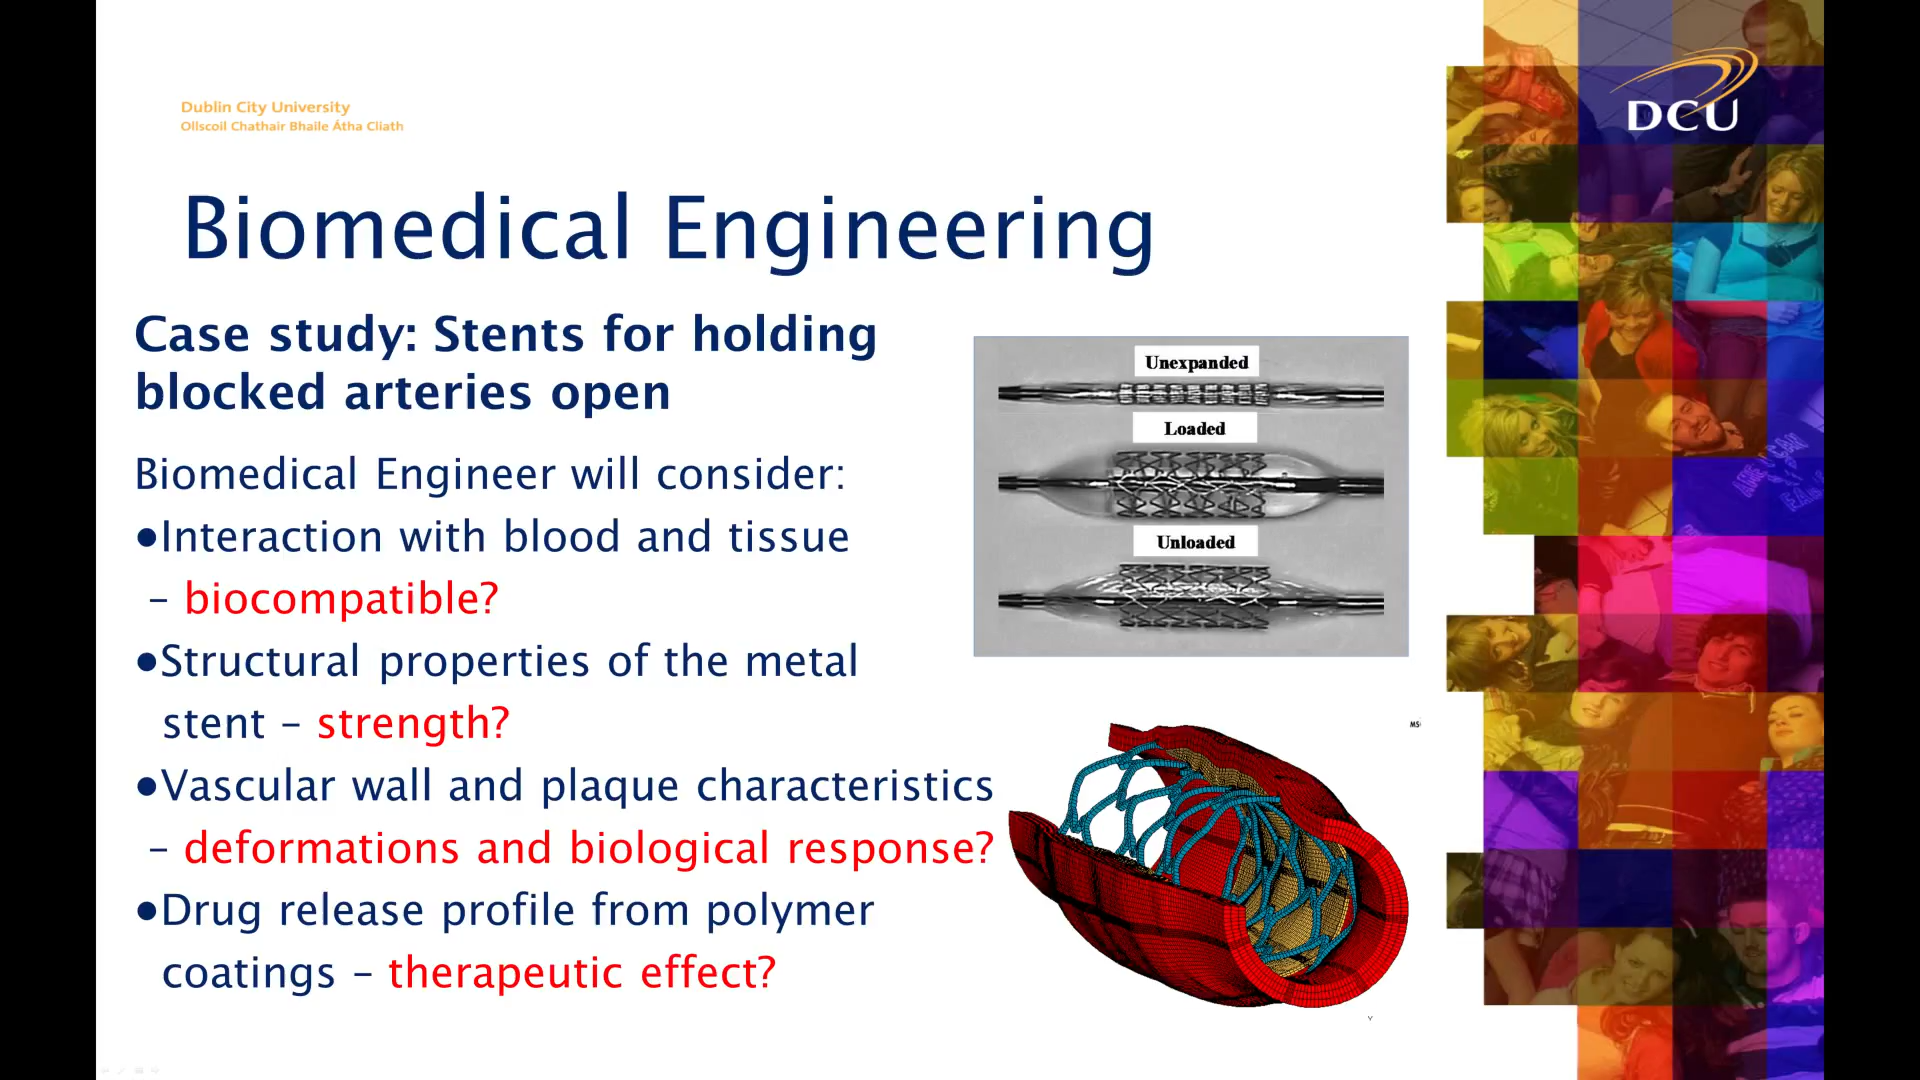 Dublin City University
Ollscoil Chathair Bhaile Átha Cliath
DCU
Biomedical Engineering
Case study: Stents for holding
blocked arteries open
Biomedical Engineer will consider:
●Interaction with blood and tissue
– biocompatible?
●Structural properties of the metal
stent – strength?
●Vascular wall and plaque characteristics
– deformations and biological response?
●Drug release profile from polymer
coatings – therapeutic effect?
Unexpanded
Loaded
Unloaded
MS
Y